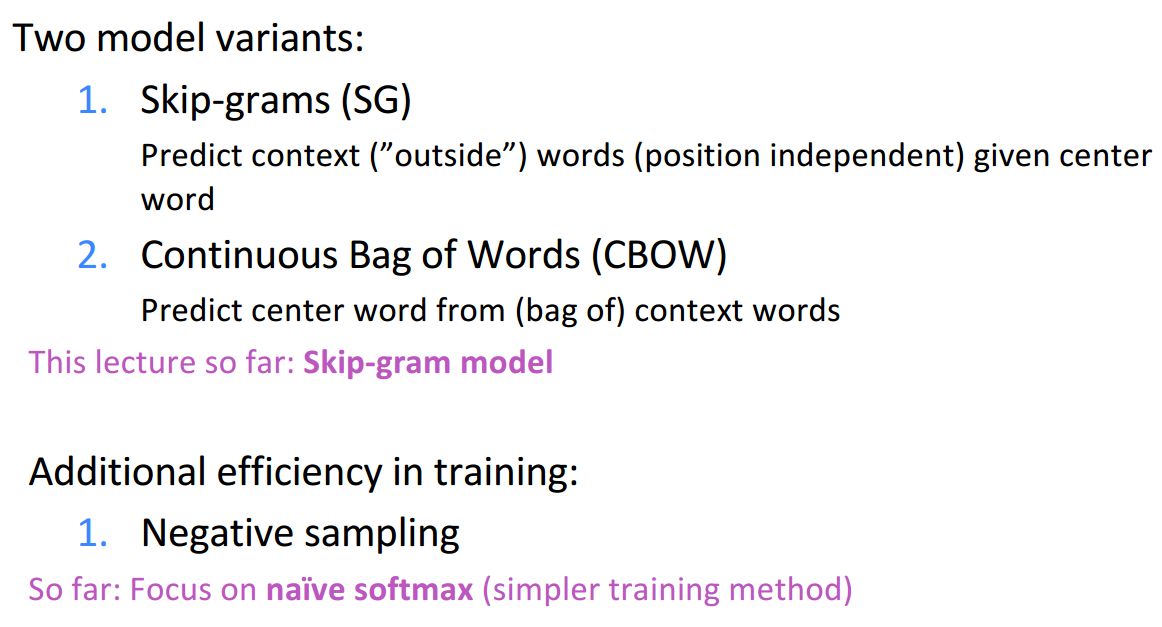 Two model variants:
1. Skip-grams (SG)
Predict context (”outside”) words (position independent) given center
word
2. Continuous Bag of Words (CBOW)
Predict center word from (bag of) context words
This lecture so far: Skip-gram model
Additional efficiency in training:
1. Negative sampling
So far: Focus on naïve softmax (simpler training method)